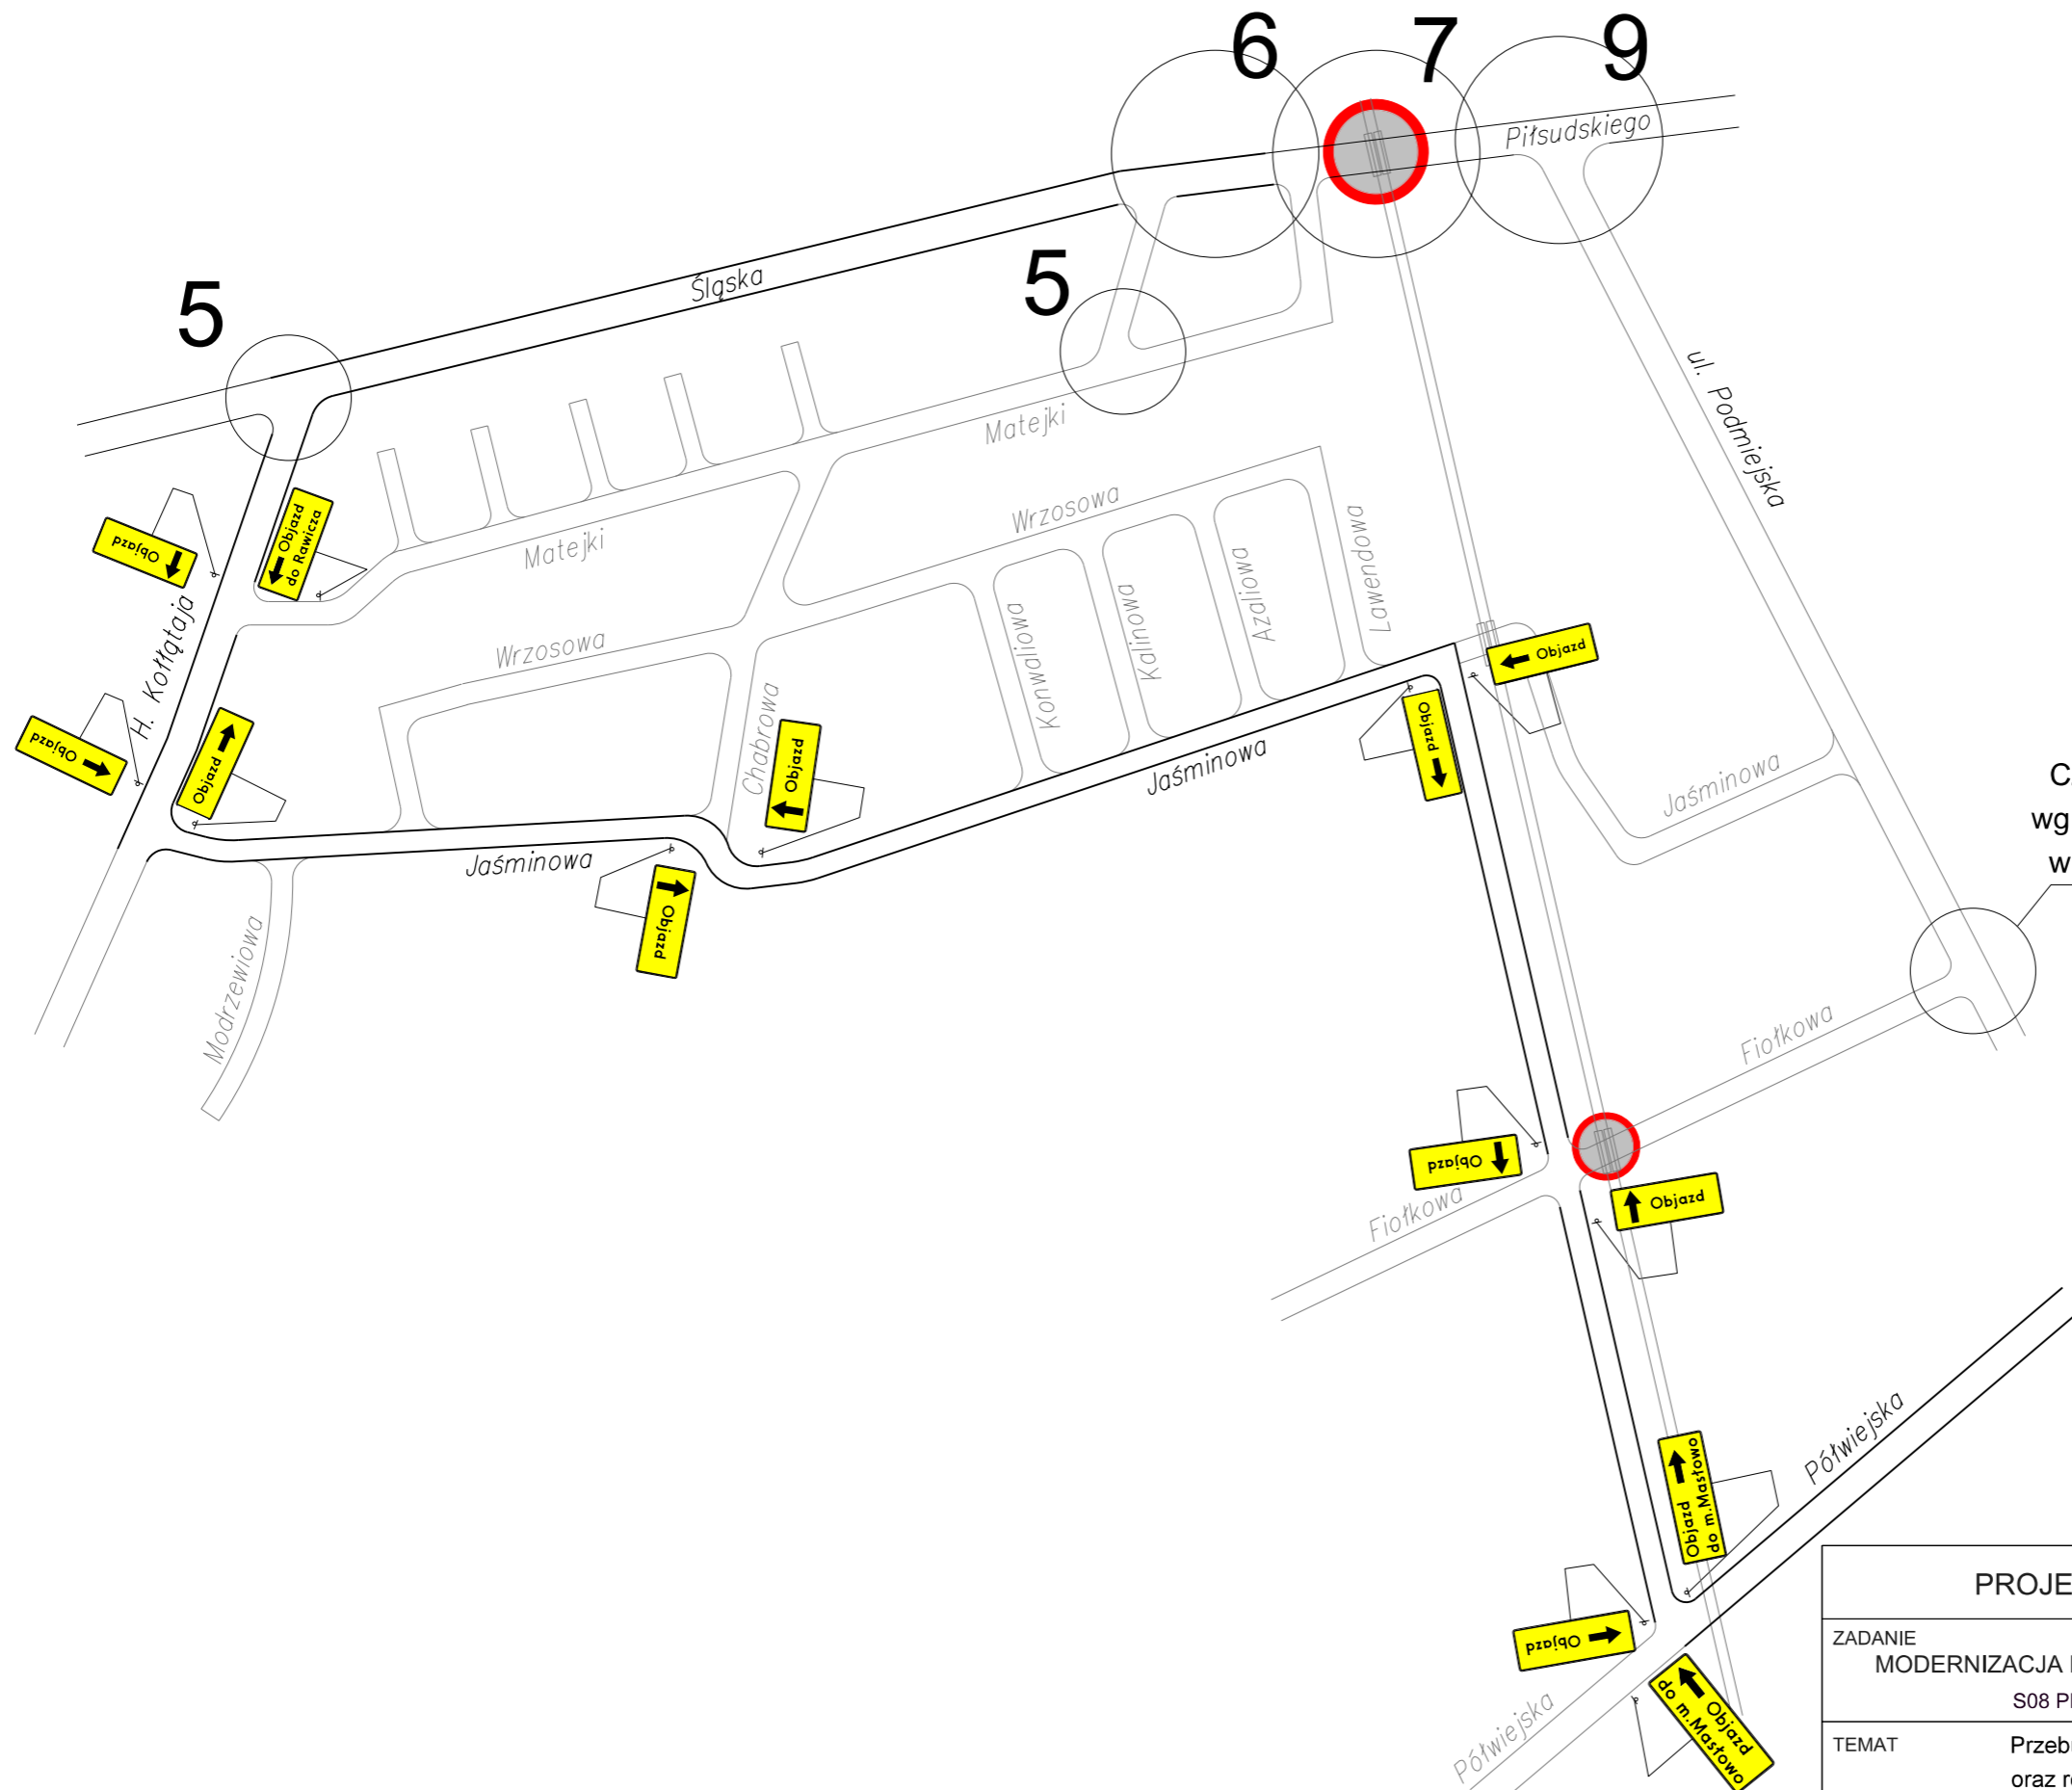 6
7
9
Piłsudskiego
5
Śląska
5
ul. Podmiejska
Matejki
Objazd
Objazd
do Rawicza
Matejki
Wrzosowa
Lawendowa
Azaliowa
Kalinowa
Konwaliowa
H. Kołłątaja
Wrzosowa
Objazd
Objazd
Objazd
Objazd
Chabrowa
Objazd
Jaśminowa
Objazd
Jaśminowa
Jaśminowa
C
wg
w
Objazd
Modrzewiowa
Fiołkowa
Objazd
Fiołkowa
Objazd
Półwiejska
Objazd
do m.Masłowo
Objazd
Objazd
do m.Masłowo
Półwiejska
PROJE
ZADANIE
MODERNIZACJA
S08
TEMAT
Przeb
oraz